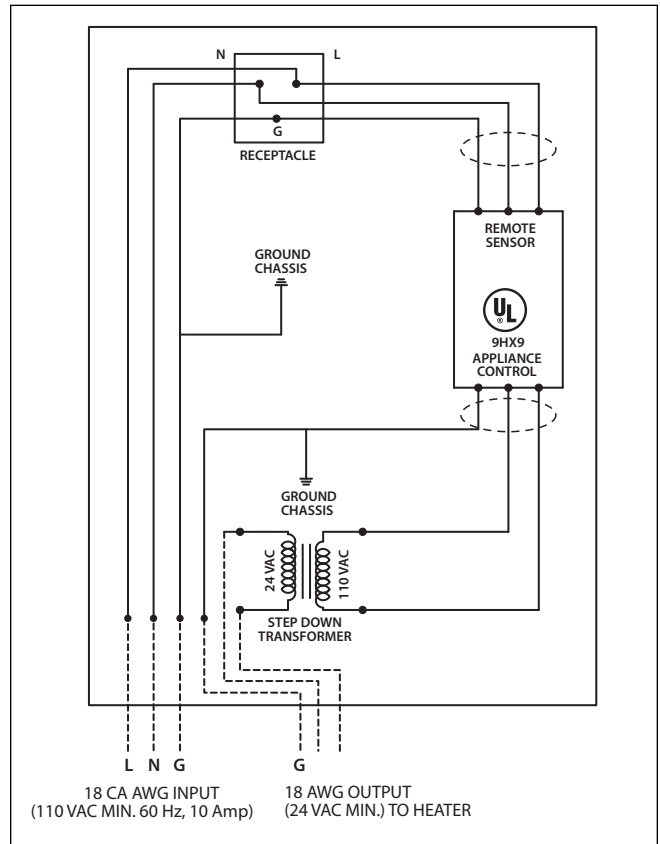 N
L
G
RECEPTACLE
GROUND
CHASSIS
REMOTE
SENSOR
UL
®
9HX9
APPLIANCE
CONTROL
GROUND
CHASSIS
24 VAC
110 VAC
STEP DOWN
TRANSFORMER
L N G
G
18 CA AWG INPUT
(110 VAC MIN. 60 Hz, 10 Amp)
18 AWG OUTPUT
(24 VAC MIN.) TO HEATER